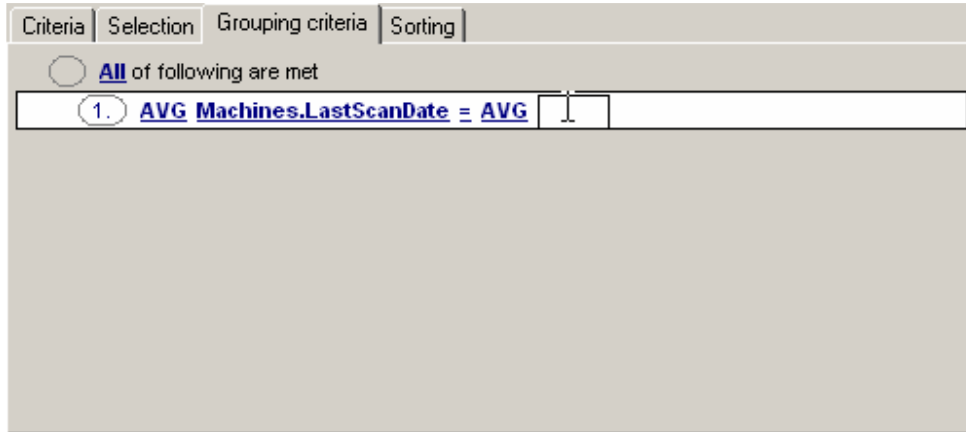 Criteria Selection Grouping criteria Sorting
All of following are met
1. AVG Machines.LastScanDate = AVG